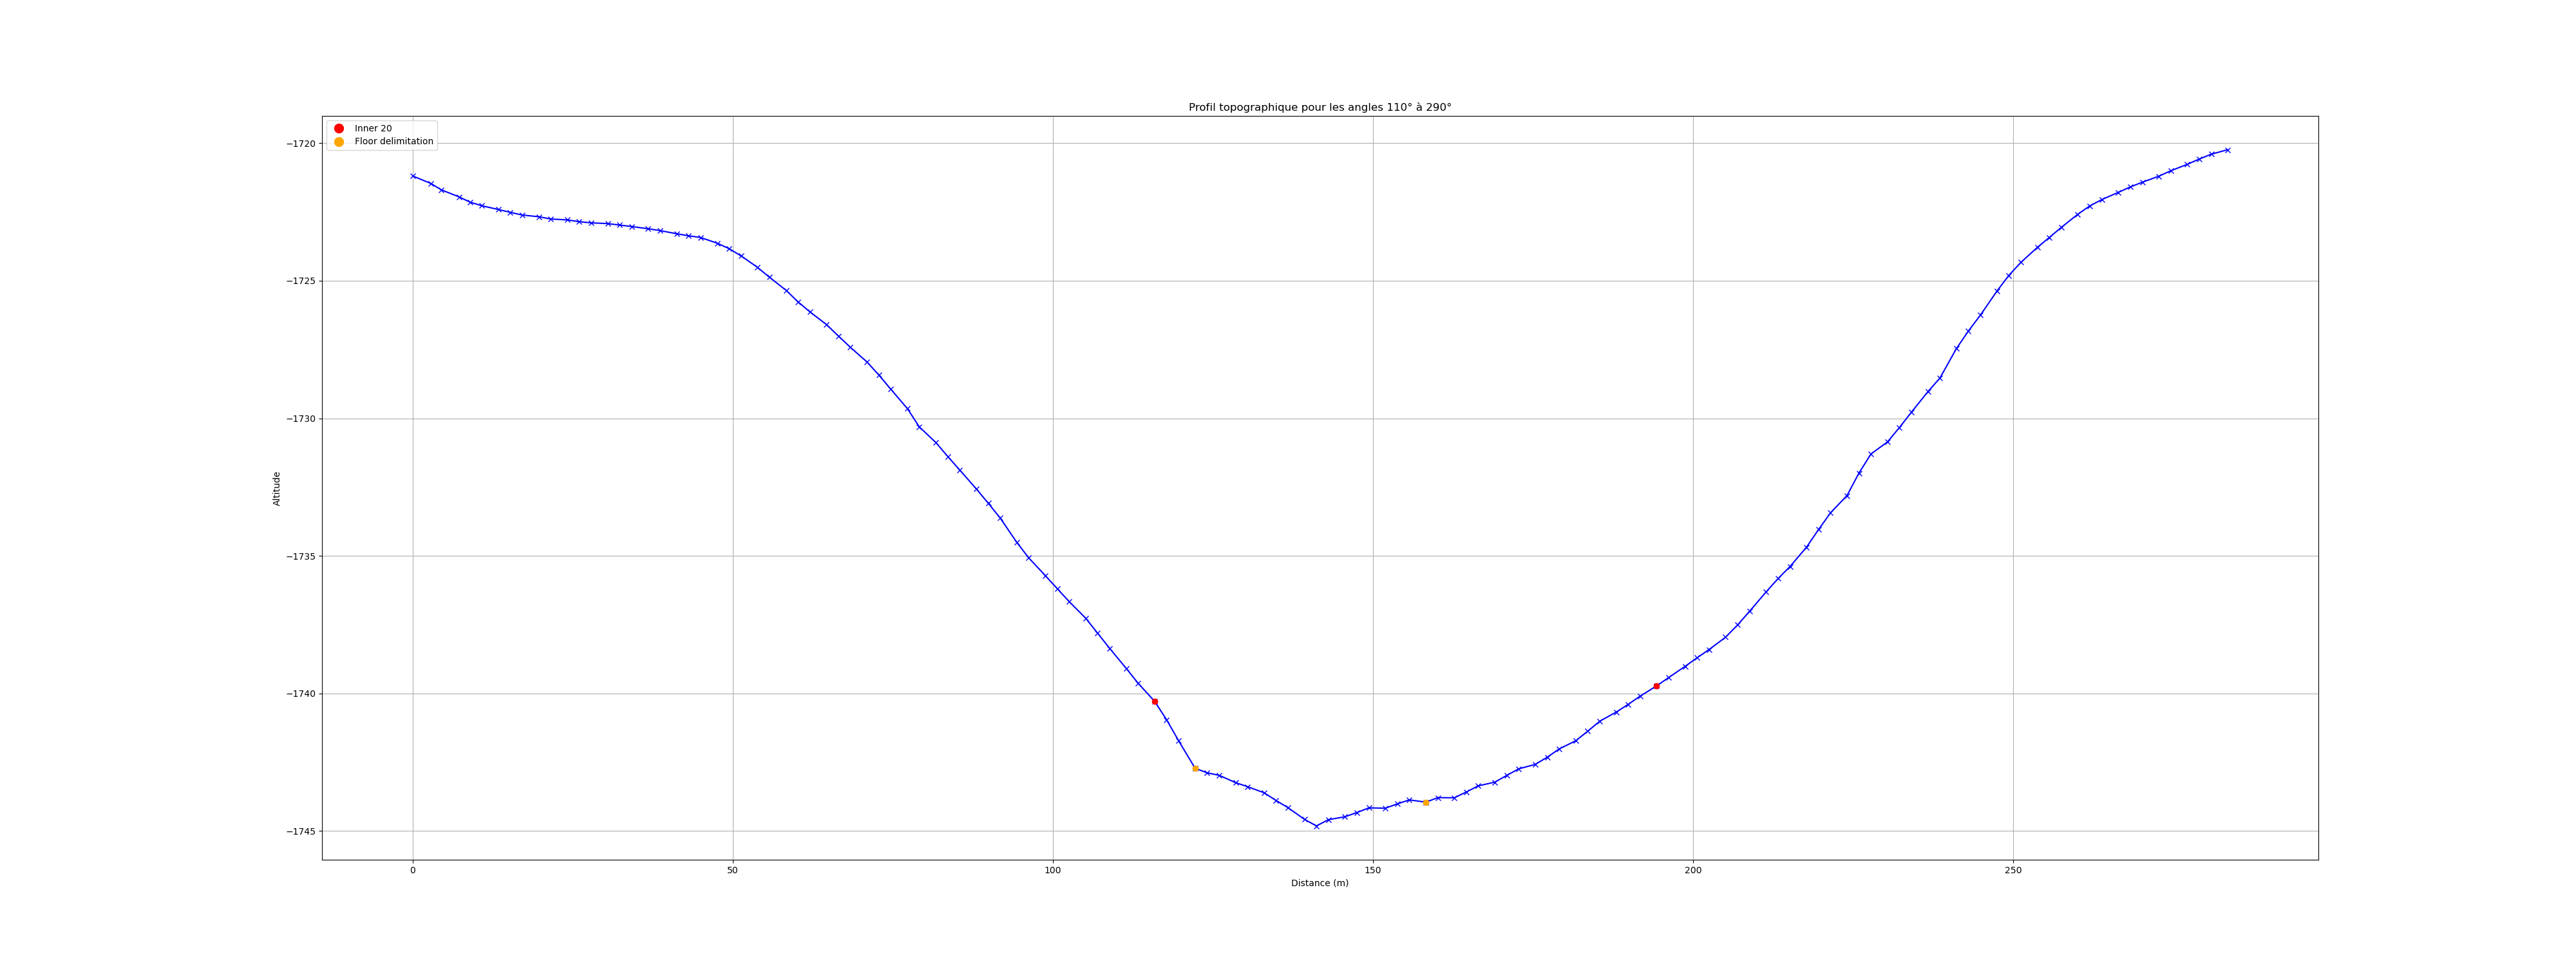 Profil topographique pour les angles 110° à 290°
Inner 20
Floor delimitation
−1720
−1725
−1730
−1735
−1740
−1745
Altitude
0 50 100 150 200 250
Distance (m)